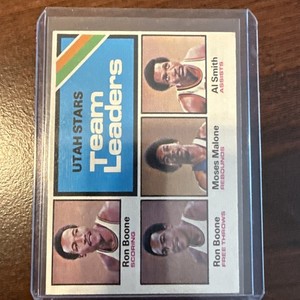 UTAH STARS
Team
Leaders
Ron Boone
SCORING
Al Smith
ASSISTS
Moses Malone
REBOUNDS
Ron Boone
FREE THROWS